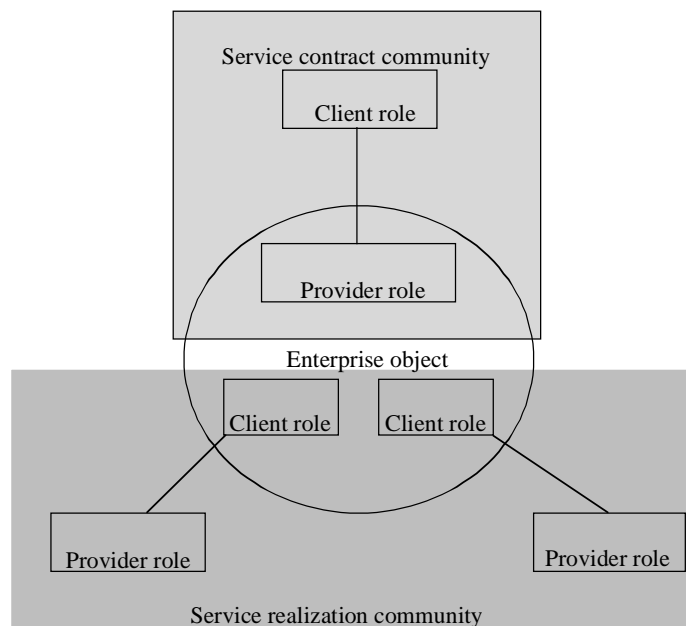 Service contract community
Client role
Provider role
Enterprise object
Client role
Client role
Provider role
Provider role
Service realization community